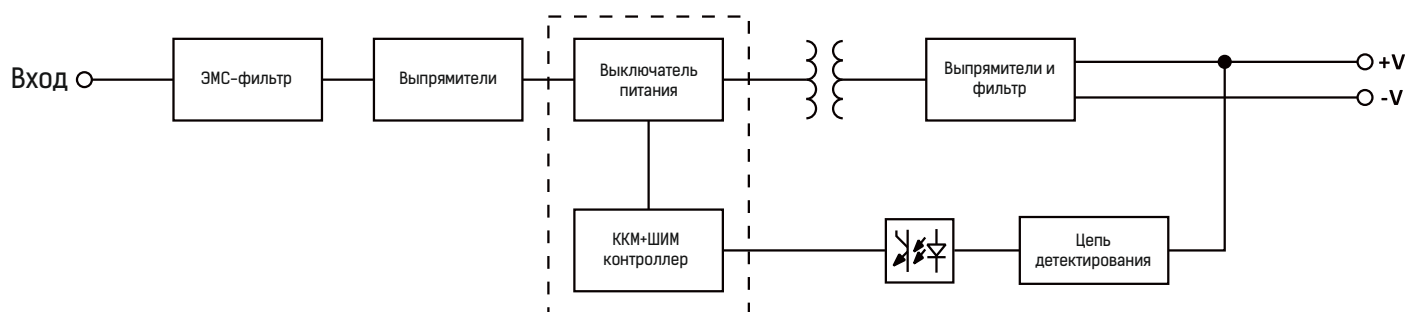 Вход
ЭМС-фильтр
Выпрямители
Выключатель
питания
Выпрямители и
фильтр
+V
-V
ККМ+ШИМ
контроллер
Цепь
детектирования